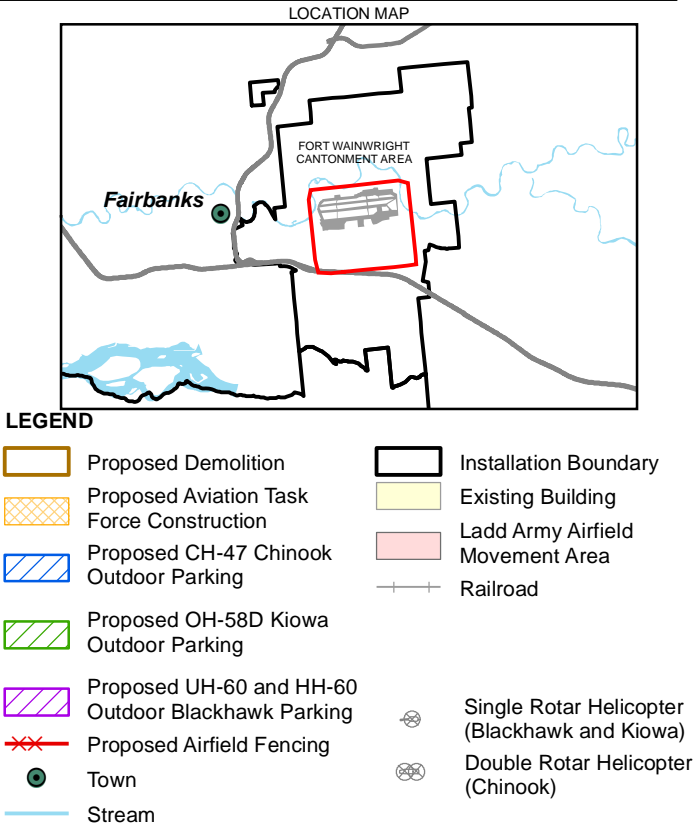 LOCATION MAP
FORT WAINWRIGHT
CANTONMENT AREA
Fairbanks
LEGEND
Proposed Demolition
Proposed Aviation Task
Force Construction
Proposed CH-47 Chinook
Outdoor Parking
Proposed OH-58D Kiowa
Outdoor Parking
Proposed UH-60 and HH-60
Outdoor Blackhawk Parking
Proposed Airfield Fencing
Town
Stream
Installation Boundary
Existing Building
Ladd Army Airfield
Movement Area
Railroad
Single Rotar Helicopter
(Blackhawk and Kiowa)
Double Rotar Helicopter
(Chinook)